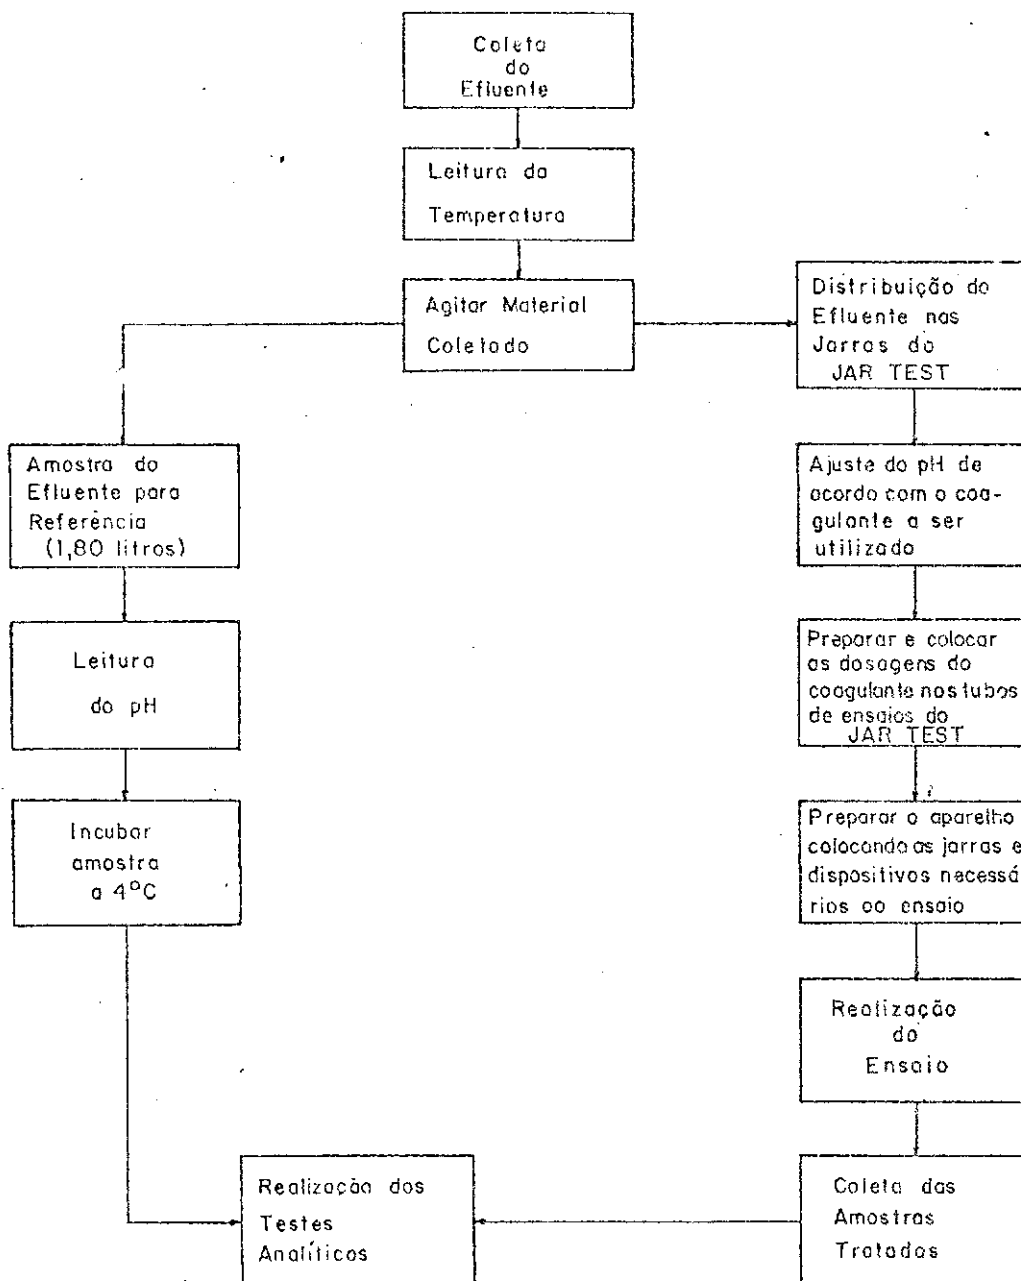 Coleta
do
Efluente
Leitura da
Temperatura
Agitar Material
Coletado
Distribuição do
Efluente nas
Jarras do
JAR TEST
Amostra do
Efluente para
Referência
(1,80 litros)
Ajuste do pH de
acordo com o coa-
gulante a ser
utilizado
Leitura
do pH
Preparar e colocar
as dosagens do
coagulante nos tubos
de ensaios do
JAR TEST
Incubar
amostra
a 4°C
Preparar o aparelho
colocando as jarras e
dispositivos necessá
rios ao ensaio
Realização
do
Ensaio
Realização dos
Testes
Analíticos
Coleta das
Amostras
Tratadas